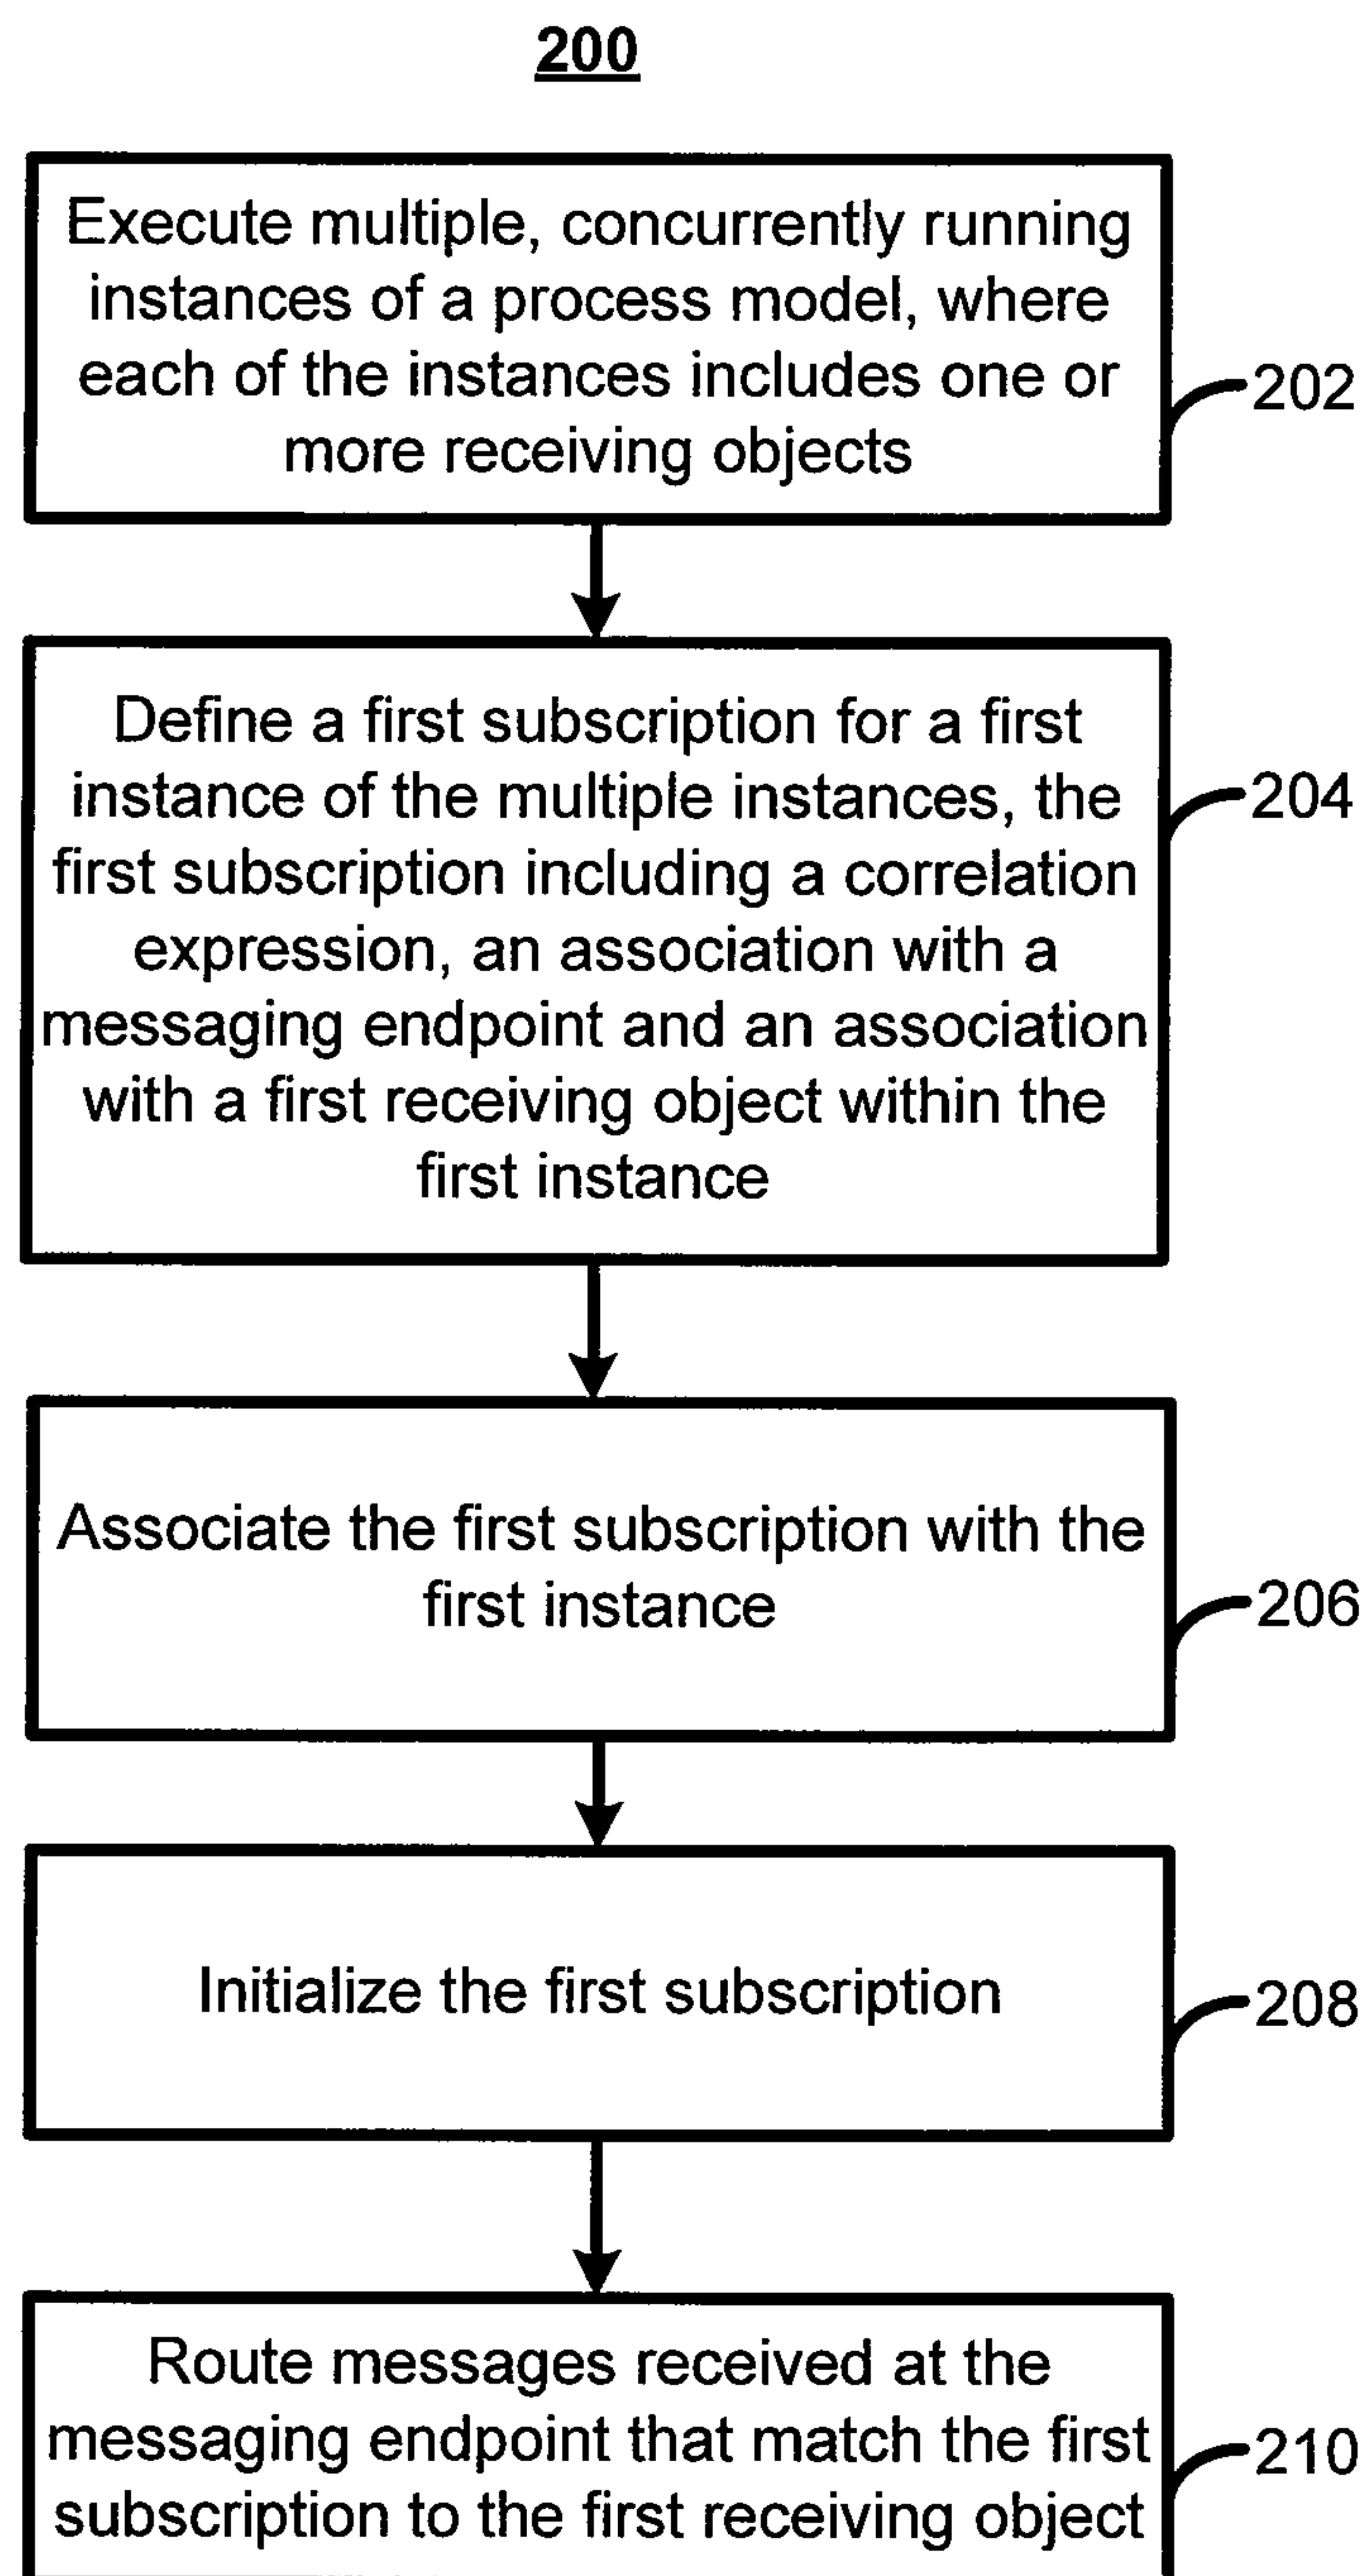 200
Execute multiple, concurrently running
instances of a process model, where
each of the instances includes one or
more receiving objects
202
Define a first subscription for a first
instance of the multiple instances, the
first subscription including a correlation
expression, an association with a
messaging endpoint and an association
with a first receiving object within the
first instance
204
Associate the first subscription with the
first instance
206
Initialize the first subscription
208
Route messages received at the
messaging endpoint that match the first
subscription to the first receiving object
210